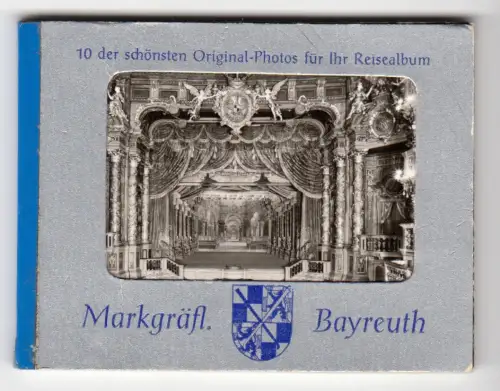 10 der schönsten Original-Photos für Ihr Reisealbum
Markgräfl. Bayreuth